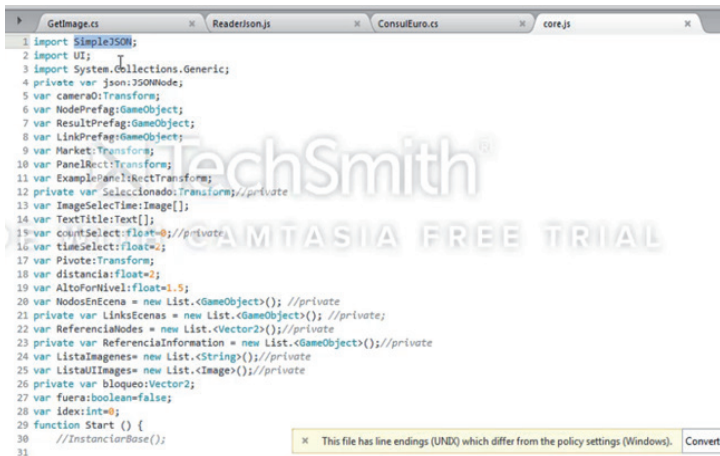 GetImage.cs × ReaderJson.js × ConsulEuro.cs × core.js ×
1 import SimpleJSON;
2 import UI;
3 import System.Collections.Generic;
4 private var json:JSONNode;
5 var cameraO:Transform;
6 var NodePrefag:GameObject;
7 var ResultPrefag:GameObject;
8 var LinkPrefag:GameObject;
9 var Market:Transform;
10 var PanelRect:Transform;
11 var ExamplePanel:RectTransform;
12 private var Seleccionado:Transform;//private
13 var ImageSelecTime:Image[];
14 var TextTitle:Text[];
15 var countSelect:float=0;//private
16 var timeSelect:float=2;
17 var Pivote:Transform;
18 var distancia:float=2;
19 var AltoForNivel:float=1.5;
20 var NodosEnEcena = new List.<GameObject>(); //private
21 private var LinksEcenas = new List.<GameObject>(); //private;
22 var ReferenciaNodes = new List.<Vector2>();//private
23 private var ReferenciaInformation = new List.<GameObject>();//private
24 var ListaImagenes= new List.<String>();//private
25 var ListaUIImages= new List.<Image>();//private
26 private var bloqueo:Vector2;
27 var fuera:boolean=false;
28 var idex:int=0;
29 function Start () {
30 //InstanciarBase();
31
× This file has line endings (UNIX) which differ from the policy settings (Windows). Convert
TechSmith®
CAMTASIA FREE TRIAL